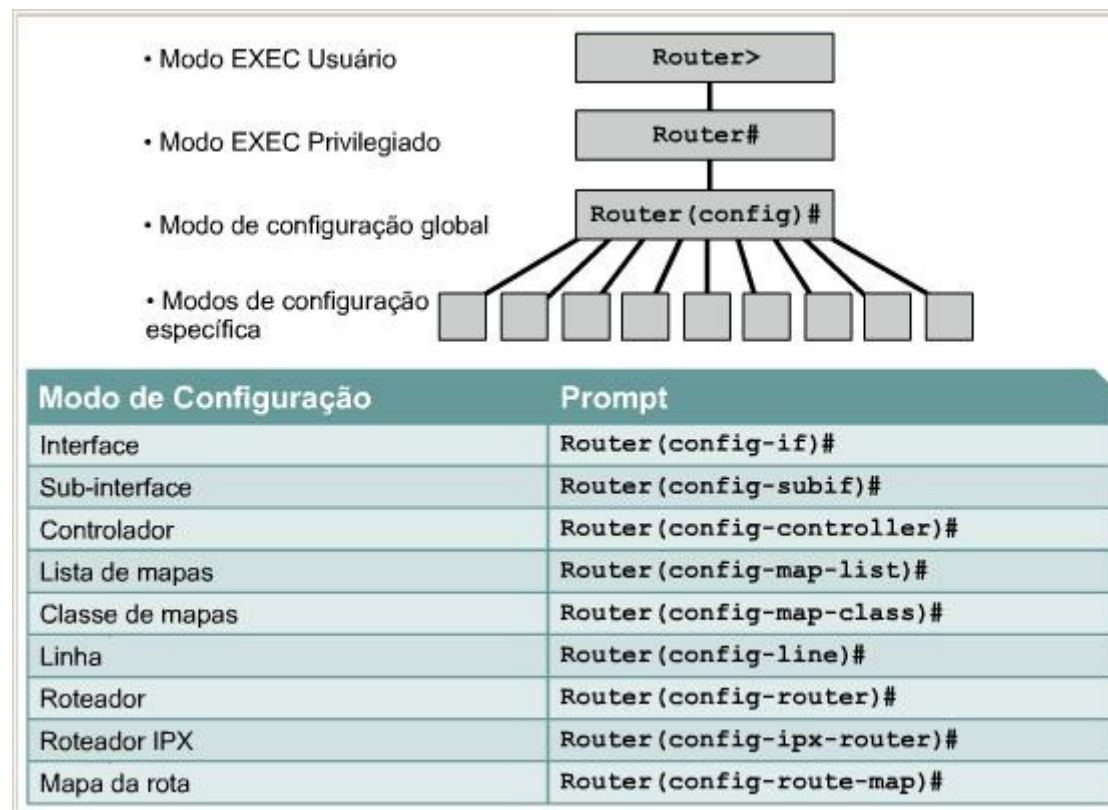 • Modo EXEC Usuário
Router>
• Modo EXEC Privilegiado
Router#
• Modo de configuração global
Router(config)#
• Modos de configuração
específica
Modo de Configuração Prompt
Interface Router(config-if)#
Sub-interface Router(config-subif)#
Controlador Router(config-controller)#
Lista de mapas Router(config-map-list)#
Classe de mapas Router(config-map-class)#
Linha Router(config-line)#
Roteador Router(config-router)#
Roteador IPX Router(config-ipx-router)#
Mapa da rota Router(config-route-map)#